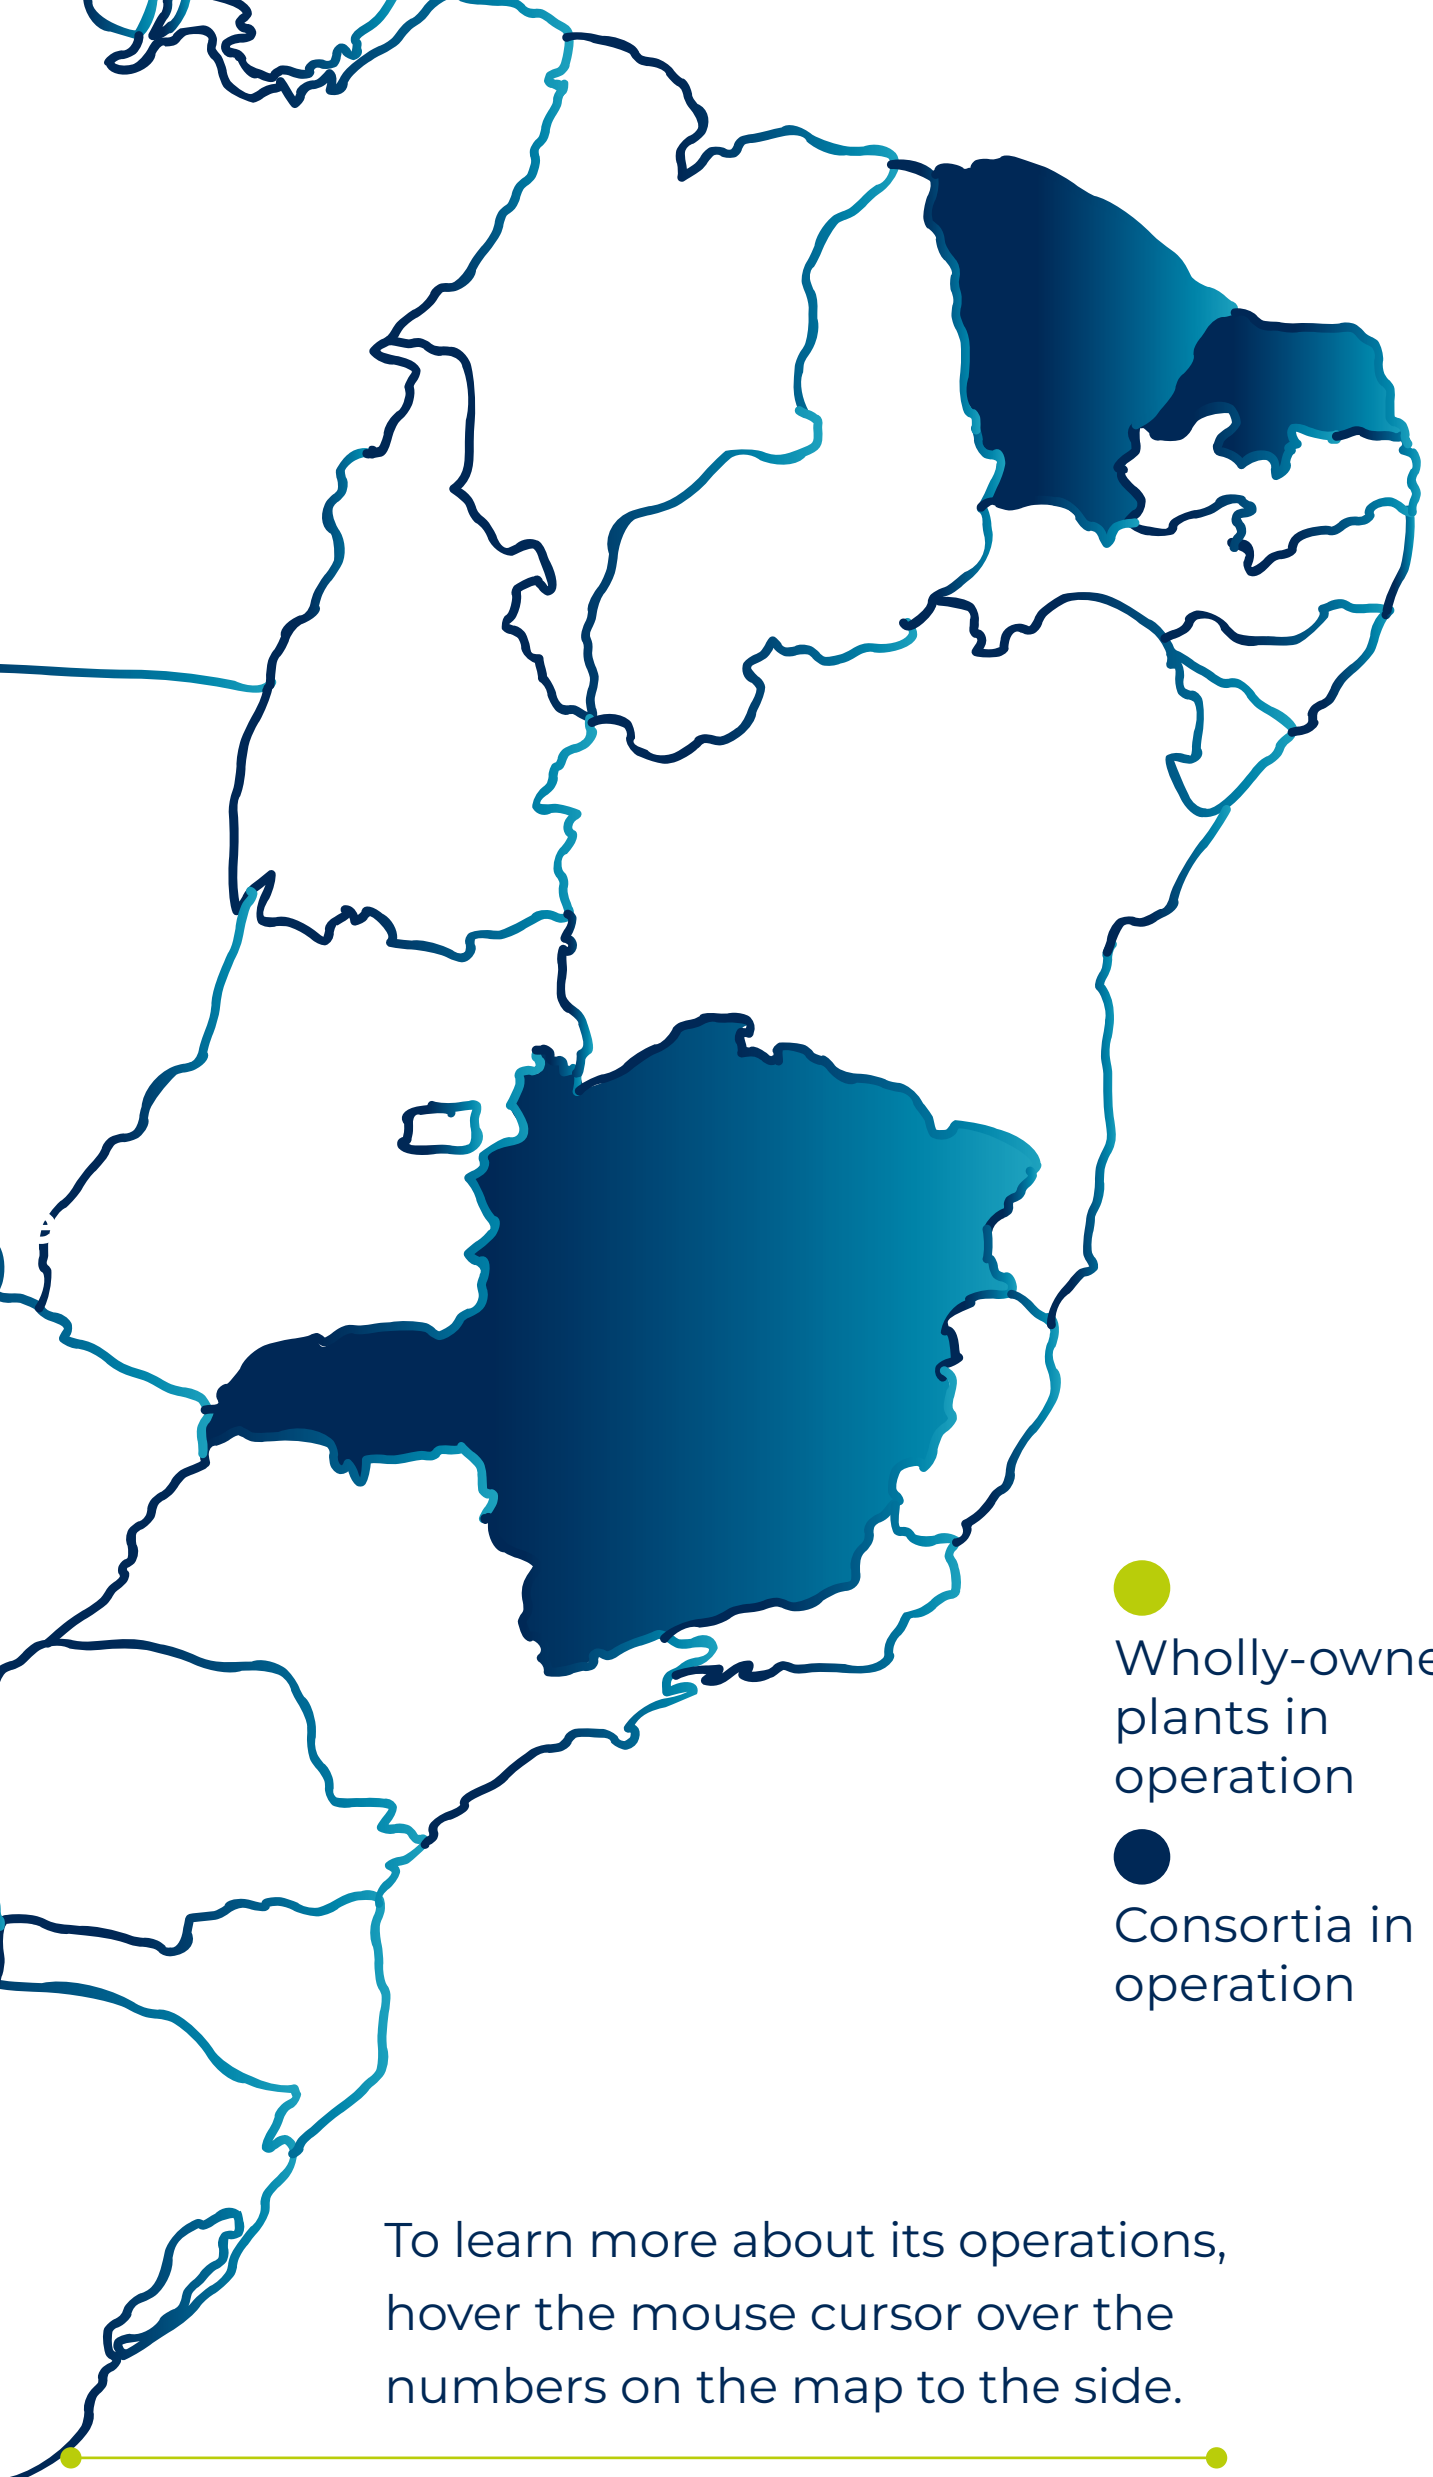 Wholly-owne
plants in
operation
Consortia in
operation
To learn more about its operations,
hover the mouse cursor over the
numbers on the map to the side.